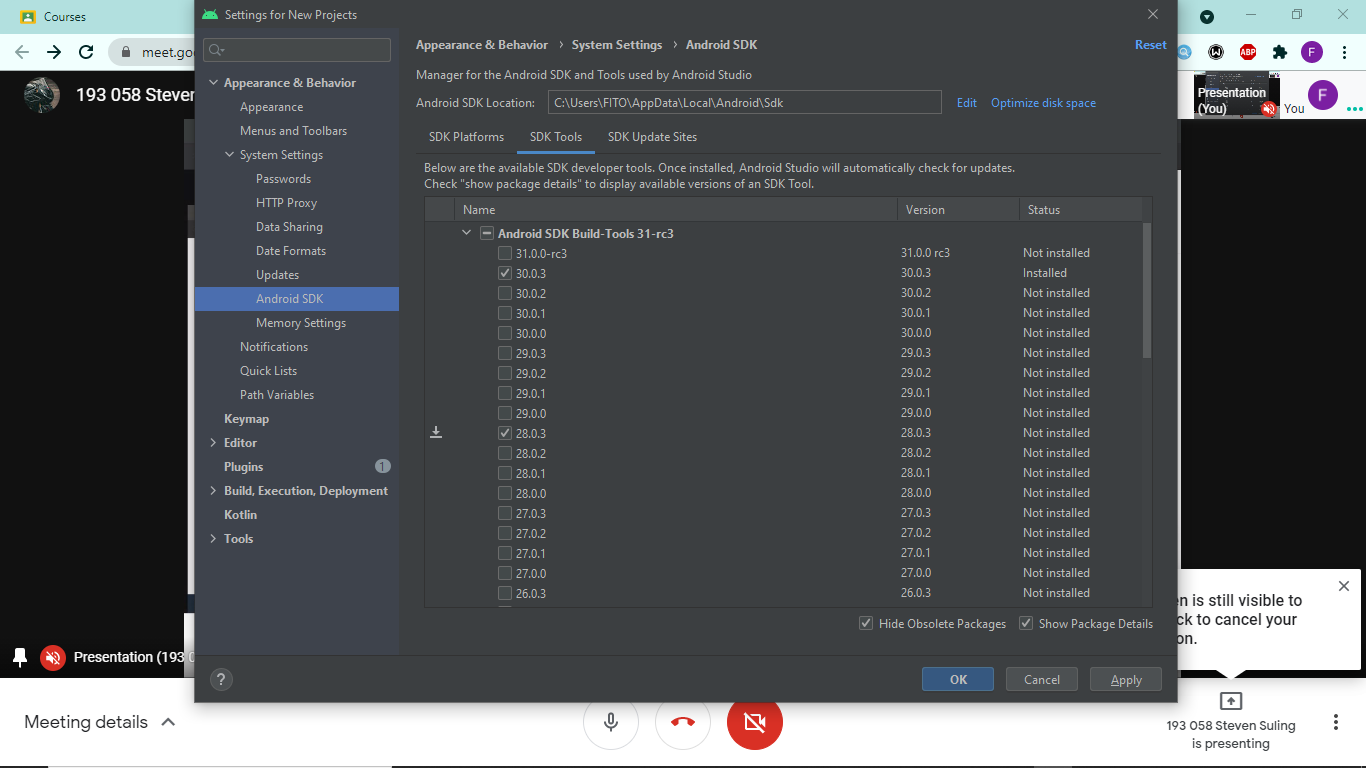 Courses
Settings for New Projects
meet.goo
193 058 Steven
Appearance & Behavior
Appearance
Menus and Toolbars
System Settings
Passwords
HTTP Proxy
Data Sharing
Date Formats
Updates
Android SDK
Memory Settings
Notifications
Quick Lists
Path Variables
Keymap
Editor
Plugins 1
Build, Execution, Deployment
Kotlin
Tools
Appearance & Behavior › System Settings › Android SDK
Reset
Manager for the Android SDK and Tools used by Android Studio
Android SDK Location: C:\Users\FITO\AppData\Local\Android\Sdk Edit Optimize disk space
SDK Platforms SDK Tools SDK Update Sites
Below are the available SDK developer tools. Once installed, Android Studio will automatically check for updates.
Check "show package details" to display available versions of an SDK Tool.
Name Version Status
Android SDK Build-Tools 31-rc3
31.0.0-rc3 31.0.0 rc3 Not installed
30.0.3 30.0.3 Installed
30.0.2 30.0.2 Not installed
30.0.1 30.0.1 Not installed
30.0.0 30.0.0 Not installed
29.0.3 29.0.3 Not installed
29.0.2 29.0.2 Not installed
29.0.1 29.0.1 Not installed
29.0.0 29.0.0 Not installed
28.0.3 28.0.3 Not installed
28.0.2 28.0.2 Not installed
28.0.1 28.0.1 Not installed
28.0.0 28.0.0 Not installed
27.0.3 27.0.3 Not installed
27.0.2 27.0.2 Not installed
27.0.1 27.0.1 Not installed
27.0.0 27.0.0 Not installed
26.0.3 26.0.3 Not installed
Hide Obsolete Packages Show Package Details
? OK Cancel Apply
W ABP F
Presentation
(You)
You
F
en is still visible to
ck to cancel your
on.
Presentation (193 0
Meeting details
193 058 Steven Suling
is presenting